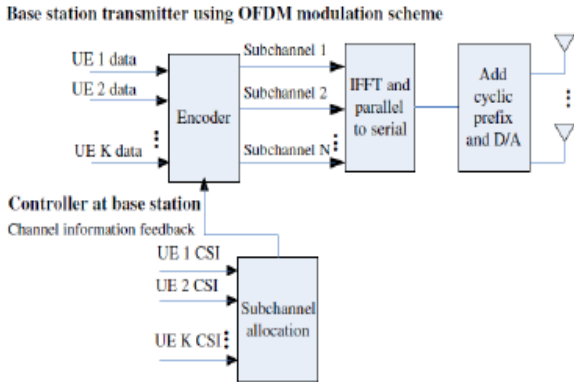 Base station transmitter using OFDM modulation scheme
UE 1 data
UE 2 data
UE K data
Encoder
Subchannel 1
Subchannel 2
Subchannel N
IFFT and
parallel
to serial
Add
cyclic
prefix
and D/A
Controller at base station
Channel information feedback
UE 1 CSI
UE 2 CSI
UE K CSI
Subchannel
allocation